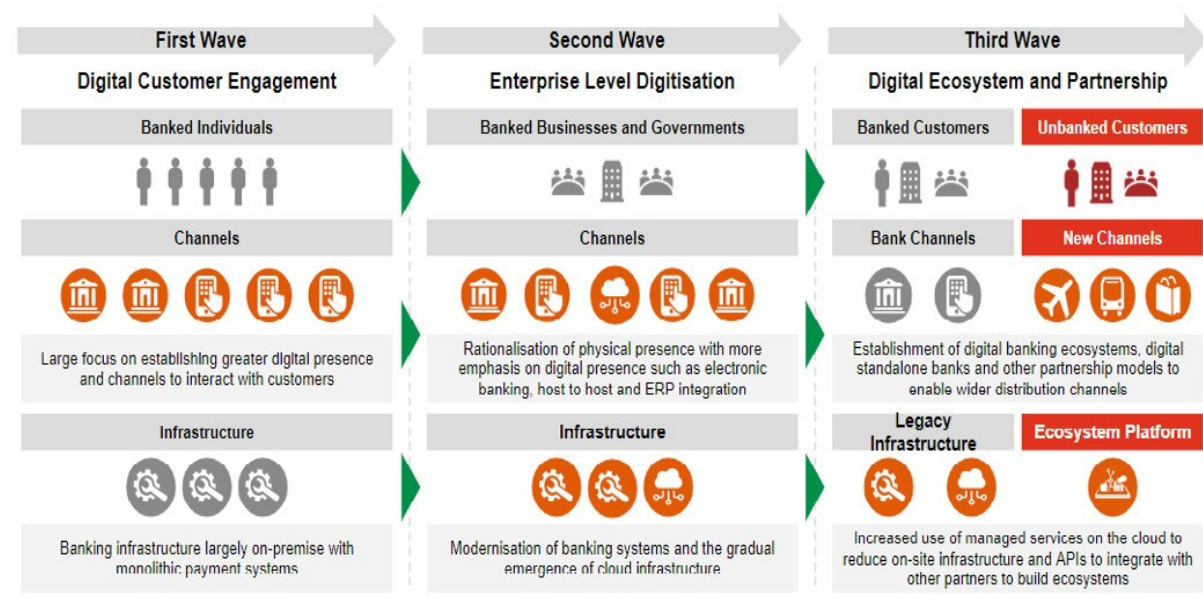 First Wave
Second Wave
Third Wave
Digital Customer Engagement
Enterprise Level Digitisation
Digital Ecosystem and Partnership
Banked Individuals
Banked Businesses and Governments
Banked Customers
Unbanked Customers
Channels
Channels
Bank Channels
New Channels
Large focus on establishing greater digital presence
and channels to interact with customers
Rationalisation of physical presence with more
emphasis on digital presence such as electronic
banking, host to host and ERP integration
Establishment of digital banking ecosystems, digital
standalone banks and other partnership models to
enable wider distribution channels
Infrastructure
Infrastructure
Legacy
Infrastructure
Ecosystem Platform
Banking infrastructure largely on-premise with
monolithic payment systems
Modernisation of banking systems and the gradual
emergence of cloud infrastructure
Increased use of managed services on the cloud to
reduce on-site infrastructure and APIs to integrate with
other partners to build ecosystems